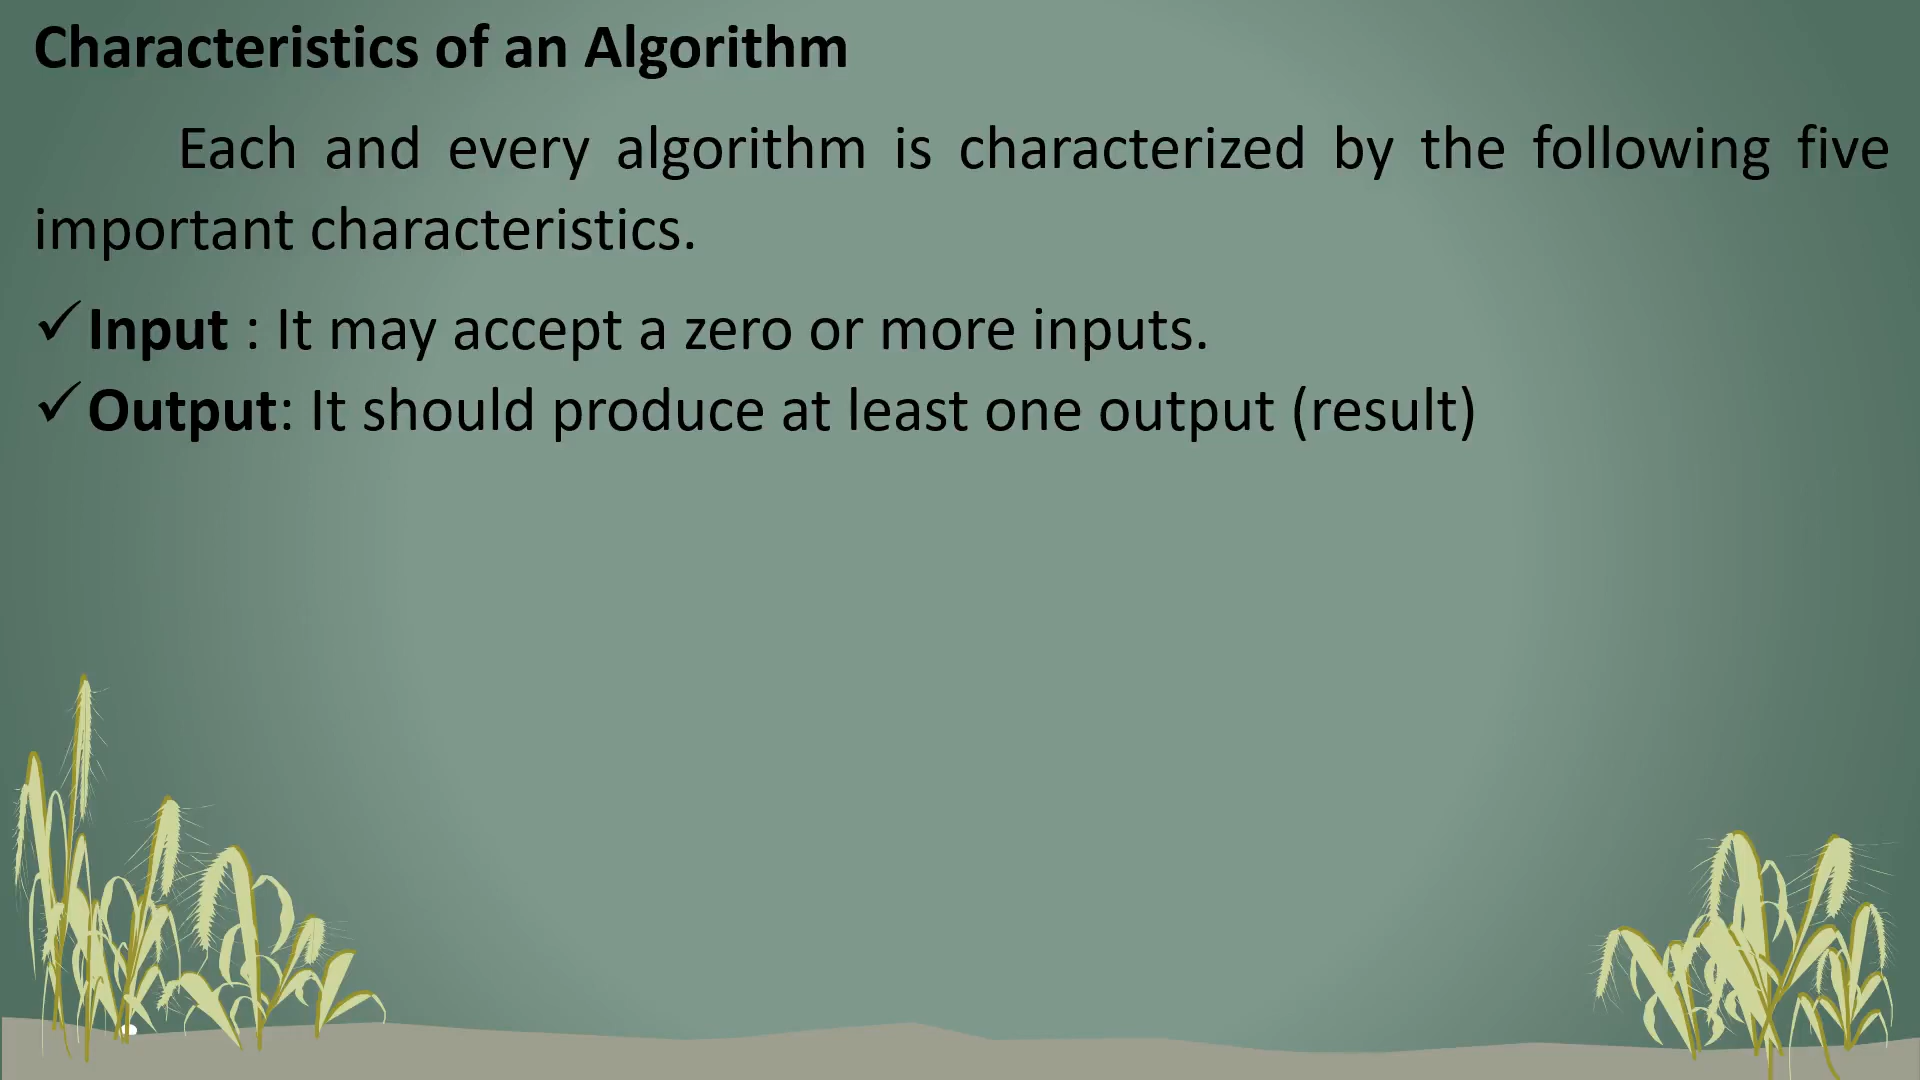 Characteristics of an Algorithm
Each and every algorithm is characterized by the following five
important characteristics.
✓Input : It may accept a zero or more inputs.
✓Output: It should produce at least one output (result)